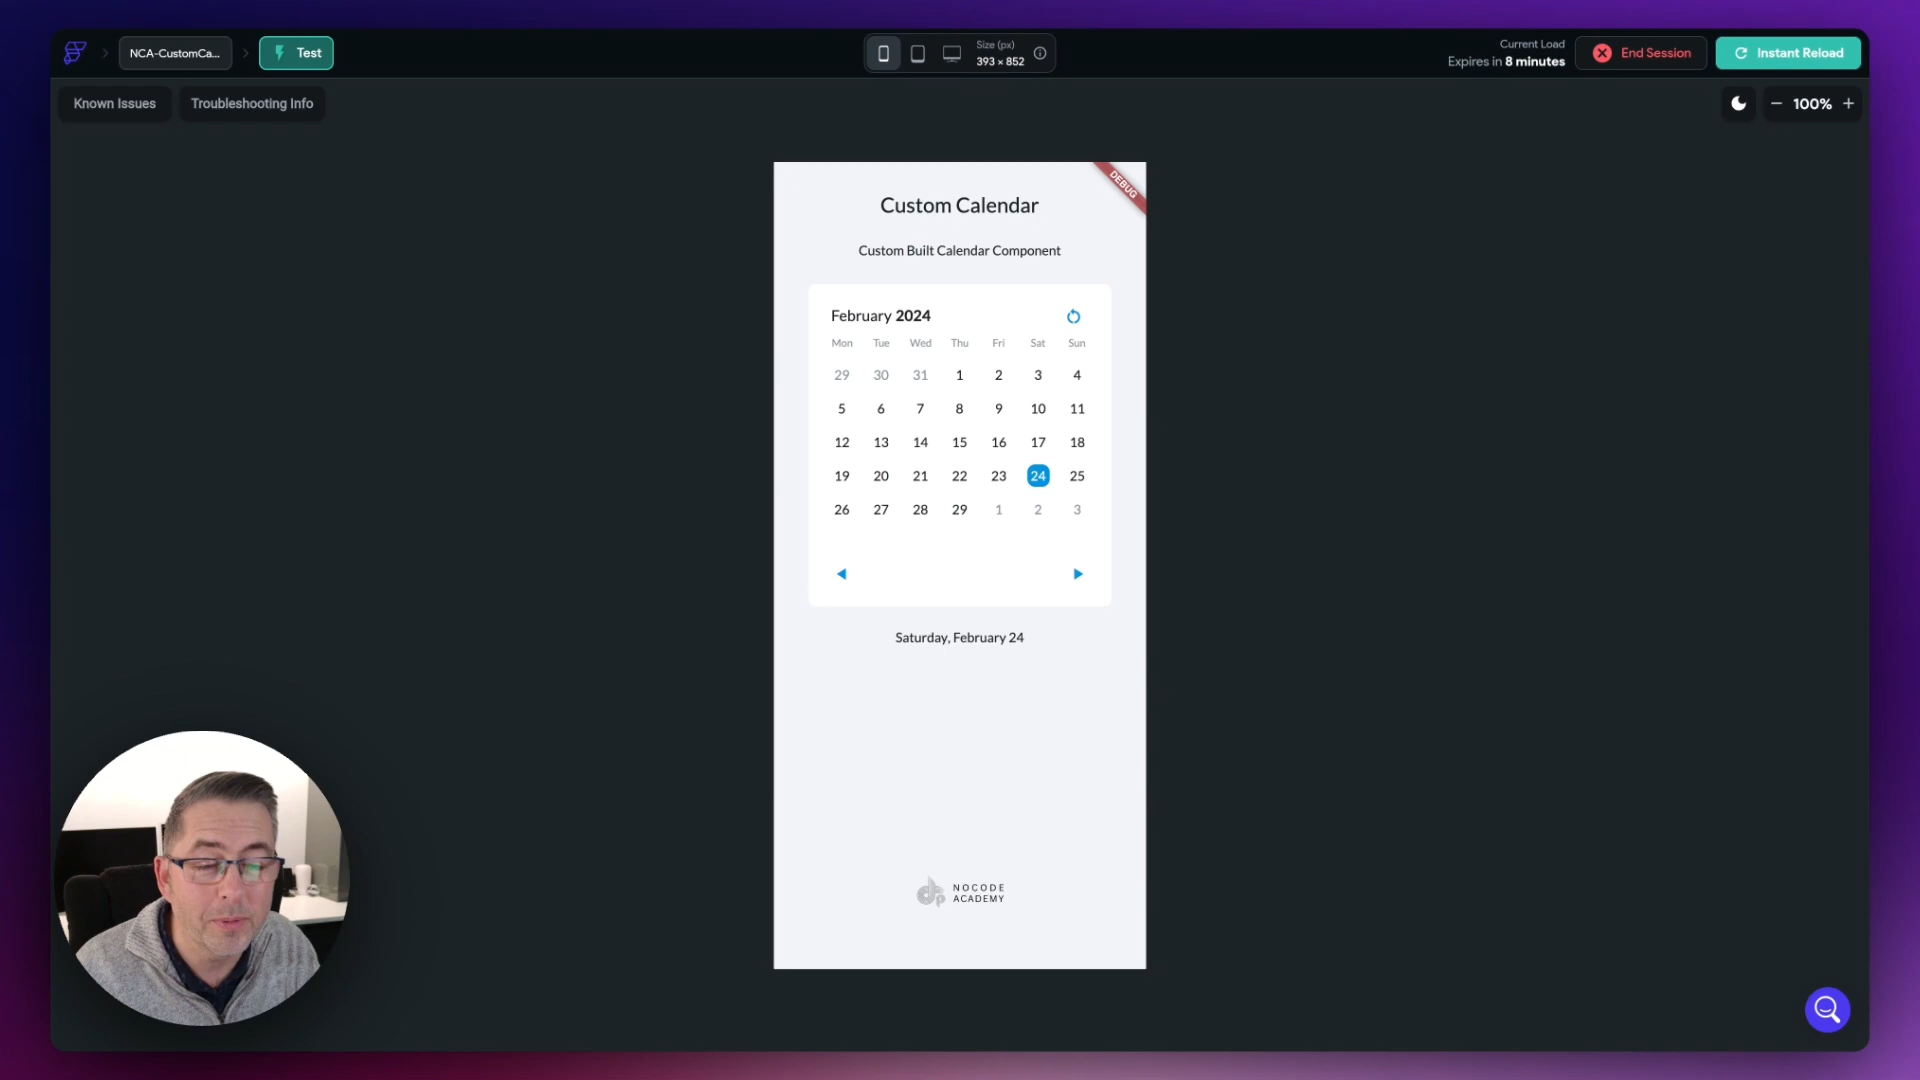 NCA-CustomCa...
Test
Size (px)
393 × 852
Current Load
Expires in 8 minutes
End Session
Instant Reload
Known Issues
Troubleshooting Info
100%
DEBUG
Custom Calendar
Custom Built Calendar Component
February 2024
Mon Tue Wed Thu Fri Sat Sun
29 30 31 1 2 3 4
5 6 7 8 9 10 11
12 13 14 15 16 17 18
19 20 21 22 23 24 25
26 27 28 29 1 2 3
Saturday, February 24
NOCODE
ACADEMY